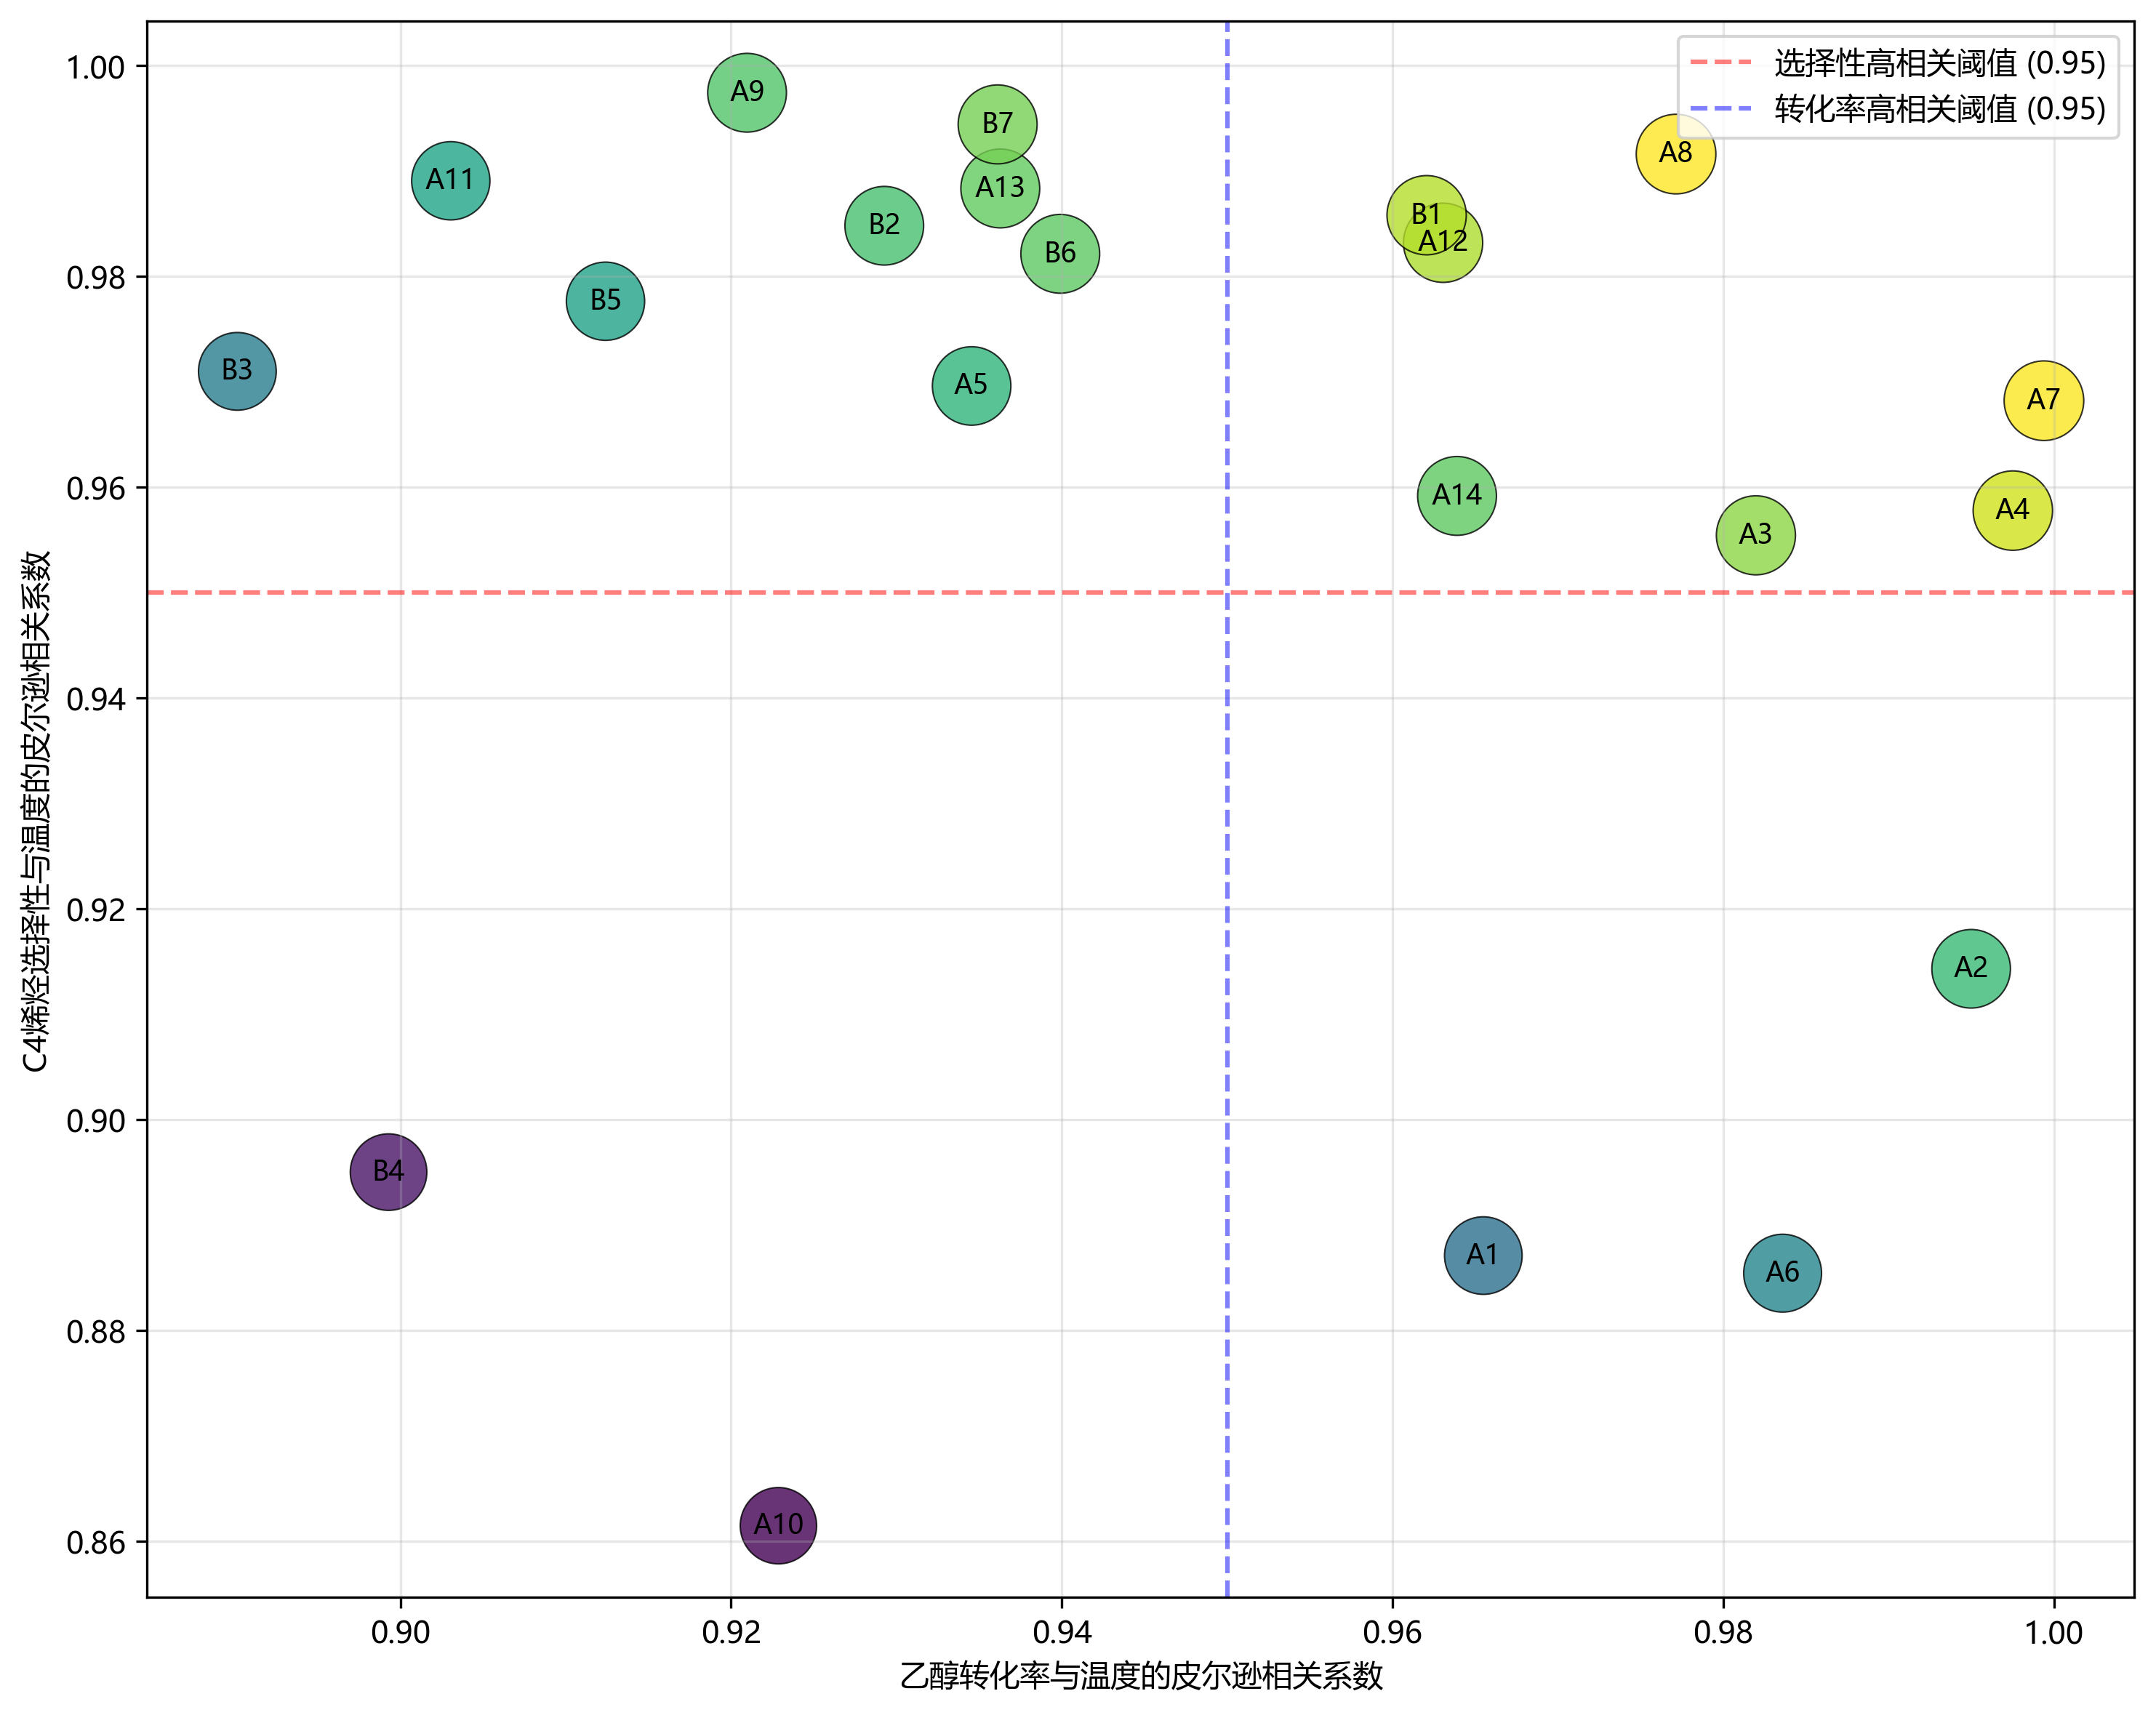 选择性高相关阈值 (0.95)
转化率高相关阈值 (0.95)
C4烯烃选择性与温度的皮尔逊相关系数
1.00
0.98
0.96
0.94
0.92
0.90
0.88
0.86
A9
B7
A8
A11
A13
B1
B2
A12
B6
B5
B3
A5
A7
A14
A4
A3
A2
B4
A1
A6
A10
0.90
0.92
0.94
0.96
0.98
1.00
乙醇转化率与温度的皮尔逊相关系数